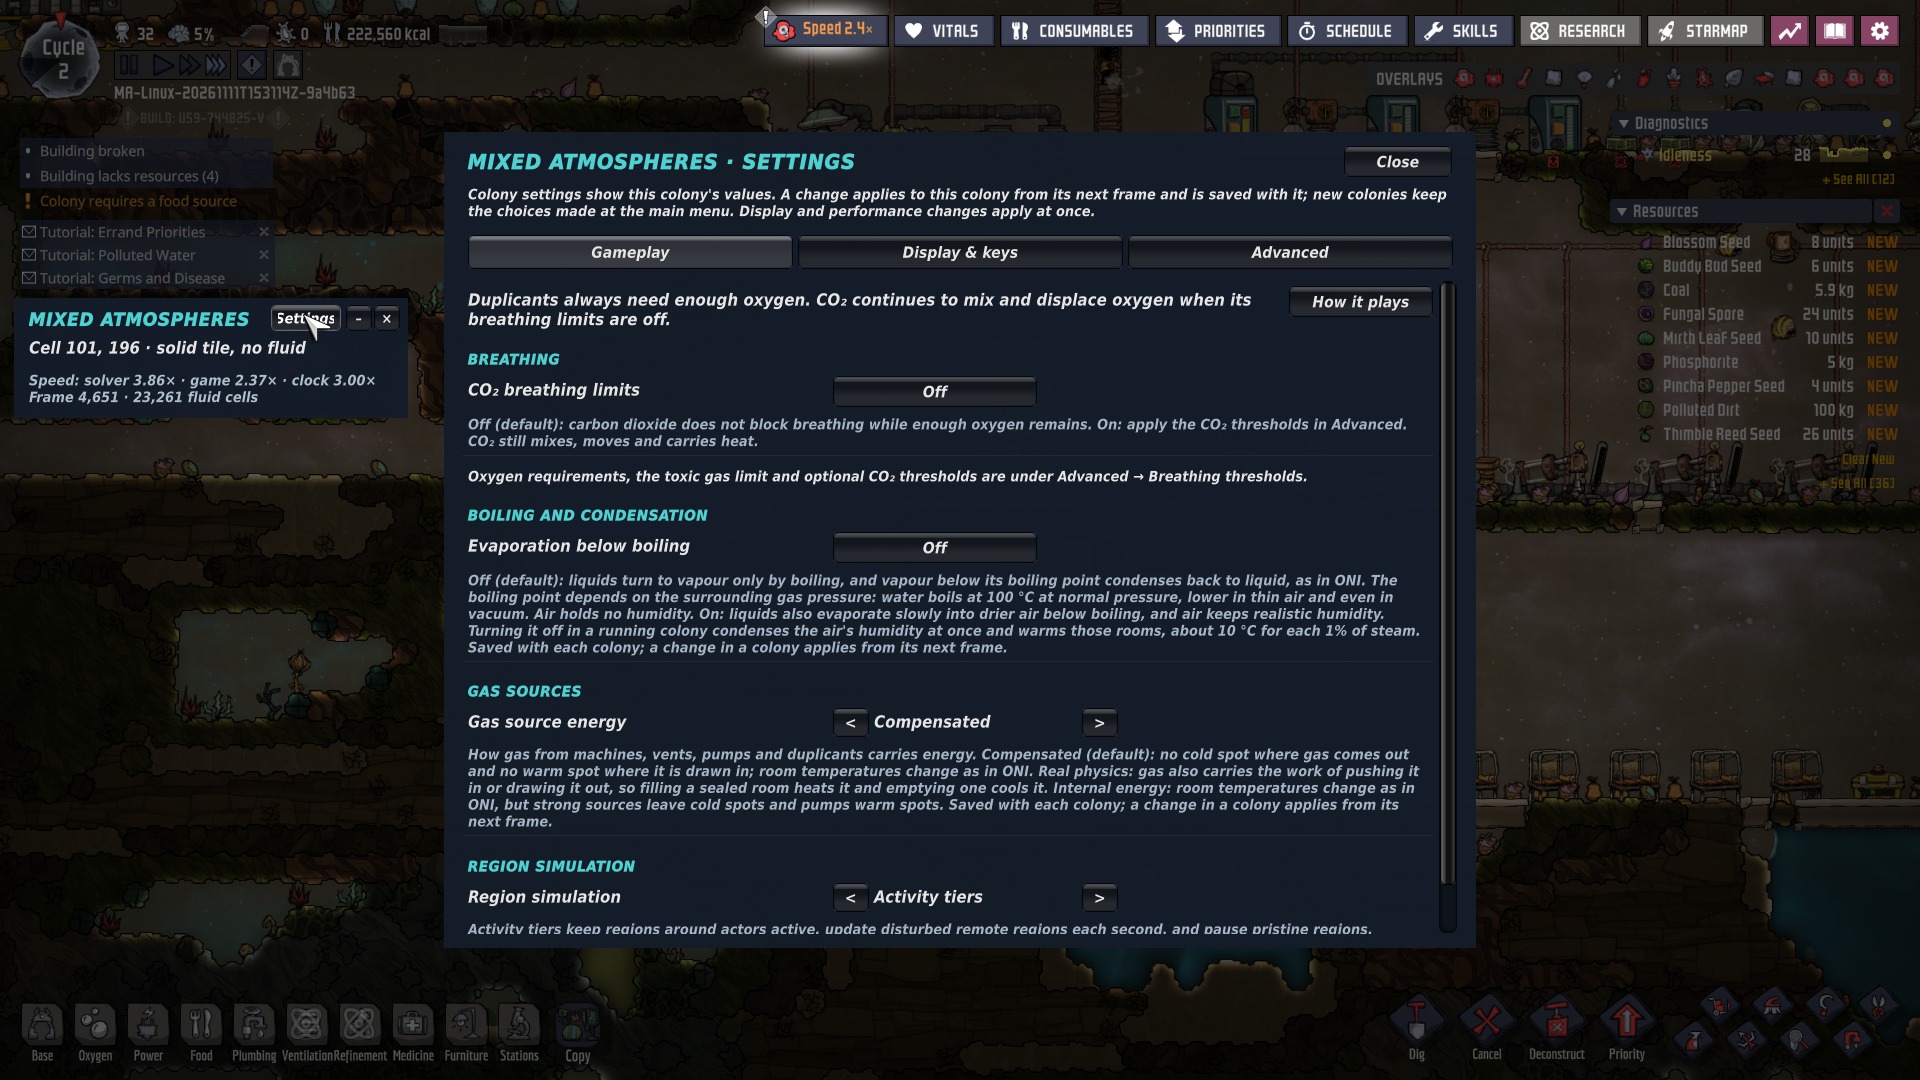 Cycle
2
32
5%
0
222,560 kcal
MA-Linux-20261111T153114Z-9a4b63
BUILD: U59-744825-V
Speed 2.4×
VITALS
CONSUMABLES
PRIORITIES
SCHEDULE
SKILLS
RESEARCH
STARMAP
OVERLAYS
Building broken
Building lacks resources (4)
Colony requires a food source
Tutorial: Errand Priorities
Tutorial: Polluted Water
Tutorial: Germs and Disease
MIXED ATMOSPHERES
Settings
-
×
Cell 101, 196 · solid tile, no fluid
Speed: solver 3.86× · game 2.37× · clock 3.00×
Frame 4,651 · 23,261 fluid cells
MIXED ATMOSPHERES · SETTINGS
Close
Colony settings show this colony's values. A change applies to this colony from its next frame and is saved with it; new colonies keep
the choices made at the main menu. Display and performance changes apply at once.
Gameplay
Display & keys
Advanced
Duplicants always need enough oxygen. CO₂ continues to mix and displace oxygen when its
breathing limits are off.
How it plays
BREATHING
CO₂ breathing limits
Off
Off (default): carbon dioxide does not block breathing while enough oxygen remains. On: apply the CO₂ thresholds in Advanced.
CO₂ still mixes, moves and carries heat.
Oxygen requirements, the toxic gas limit and optional CO₂ thresholds are under Advanced → Breathing thresholds.
BOILING AND CONDENSATION
Evaporation below boiling
Off
Off (default): liquids turn to vapour only by boiling, and vapour below its boiling point condenses back to liquid, as in ONI. The
boiling point depends on the surrounding gas pressure: water boils at 100 °C at normal pressure, lower in thin air and even in
vacuum. Air holds no humidity. On: liquids also evaporate slowly into drier air below boiling, and air keeps realistic humidity.
Turning it off in a running colony condenses the air's humidity at once and warms those rooms, about 10 °C for each 1% of steam.
Saved with each colony; a change in a colony applies from its next frame.
GAS SOURCES
Gas source energy
<
Compensated
>
How gas from machines, vents, pumps and duplicants carries energy. Compensated (default): no cold spot where gas comes out
and no warm spot where it is drawn in; room temperatures change as in ONI. Real physics: gas also carries the work of pushing it
in or drawing it out, so filling a sealed room heats it and emptying one cools it. Internal energy: room temperatures change as in
ONI, but strong sources leave cold spots and pumps warm spots. Saved with each colony; a change in a colony applies from its
next frame.
REGION SIMULATION
Region simulation
<
Activity tiers
>
Activity tiers keep regions around actors active, update disturbed remote regions each second, and pause pristine regions.
Diagnostics
Idleness 28
+ See All [12]
Resources
Blossom Seed 8 units NEW
Buddy Bud Seed 6 units NEW
Coal 5.9 kg NEW
Fungal Spore 24 units NEW
Mirth Leaf Seed 10 units NEW
Phosphorite 5 kg NEW
Pincha Pepper Seed 4 units NEW
Polluted Dirt 100 kg NEW
Thimble Reed Seed 26 units NEW
Clear New
+ See All [36]
Base
Oxygen
Power
Food
Plumbing
Ventilation
Refinement
Medicine
Furniture
Stations
Copy
Dig
Cancel
Deconstruct
Priority